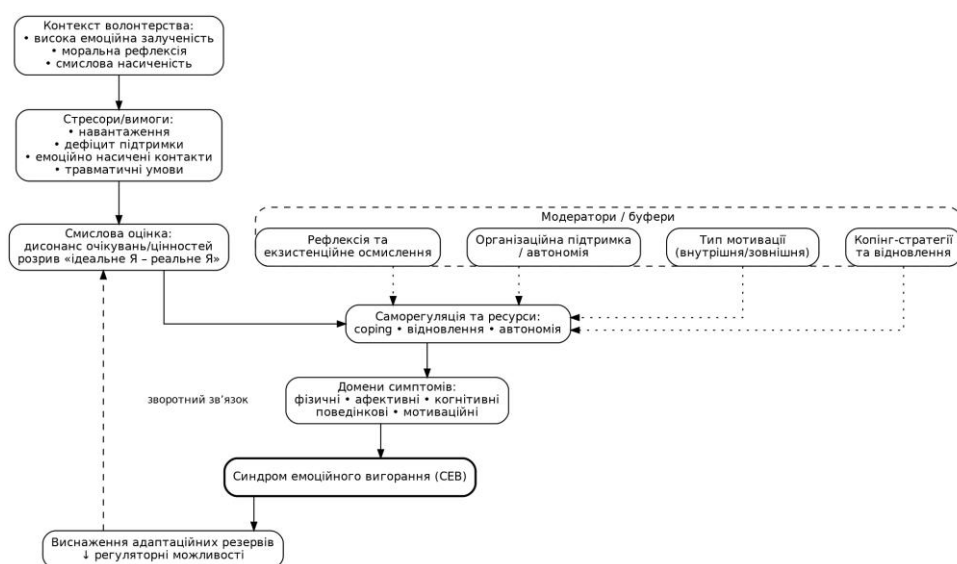 Контекст волонтерства:
• висока емоційна залученість
• моральна рефлексія
• смислова насиченість
Стресори/вимоги:
• навантаження
• дефіцит підтримки
• емоційно насичені контакти
• травматичні умови
Смислова оцінка:
дисонанс очікувань/цінностей
розрив «ідеальне Я – реальне Я»
Модератори / буфери
Рефлексія та
екзистенційне осмислення
Організаційна підтримка
/ автономія
Тип мотивації
(внутрішня/зовнішня)
Копінг-стратегії
та відновлення
Саморегуляція та ресурси:
coping • відновлення • автономія
Домени симптомів:
фізичні • афективні • когнітивні
поведінкові • мотиваційні
зворотний зв'язок
Синдром емоційного вигорання (СЕВ)
Виснаження адаптаційних резервів
↓ регуляторні можливості